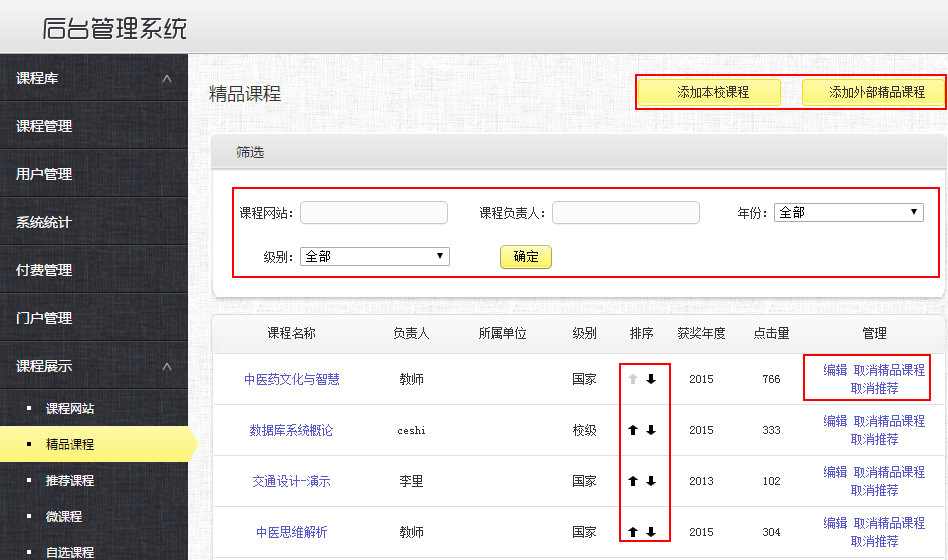 后台管理系统
课程库
课程管理
用户管理
系统统计
付费管理
门户管理
课程展示
课程网站
精品课程
推荐课程
微课程
自选课程
精品课程
添加本校课程 添加外部精品课程
筛选
课程网站: 课程负责人: 年份: 全部
级别: 全部 确定
课程名称 负责人 所属单位 级别 排序 获奖年度 点击量 管理
中医药文化与智慧 教师 国家 2015 766 编辑 取消精品课程
取消推荐
数据库系统概论 ceshi 校级 2015 333 编辑 取消精品课程
取消推荐
交通设计-演示 李里 国家 2013 102 编辑 取消精品课程
取消推荐
中医思维解析 教师 国家 2015 304 编辑 取消精品课程
取消推荐